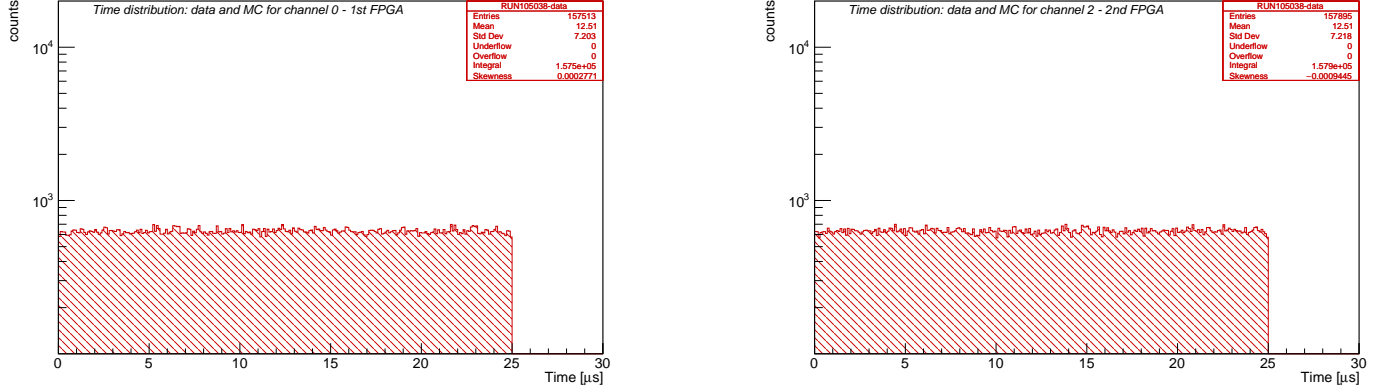 Time distribution: data and MC for channel 0 - 1st FPGA
RUN105038-data
Entries 157513
Mean 12.51
Std Dev 7.203
Underflow 0
Overflow 0
Integral 1.575e+05
Skewness 0.0002771
counts
10⁴
10³
0 5 10 15 20 25 30
Time [μs]
Time distribution: data and MC for channel 2 - 2nd FPGA
RUN105038-data
Entries 157895
Mean 12.51
Std Dev 7.218
Underflow 0
Overflow 0
Integral 1.579e+05
Skewness −0.0009445
counts
10⁴
10³
0 5 10 15 20 25 30
Time [μs]